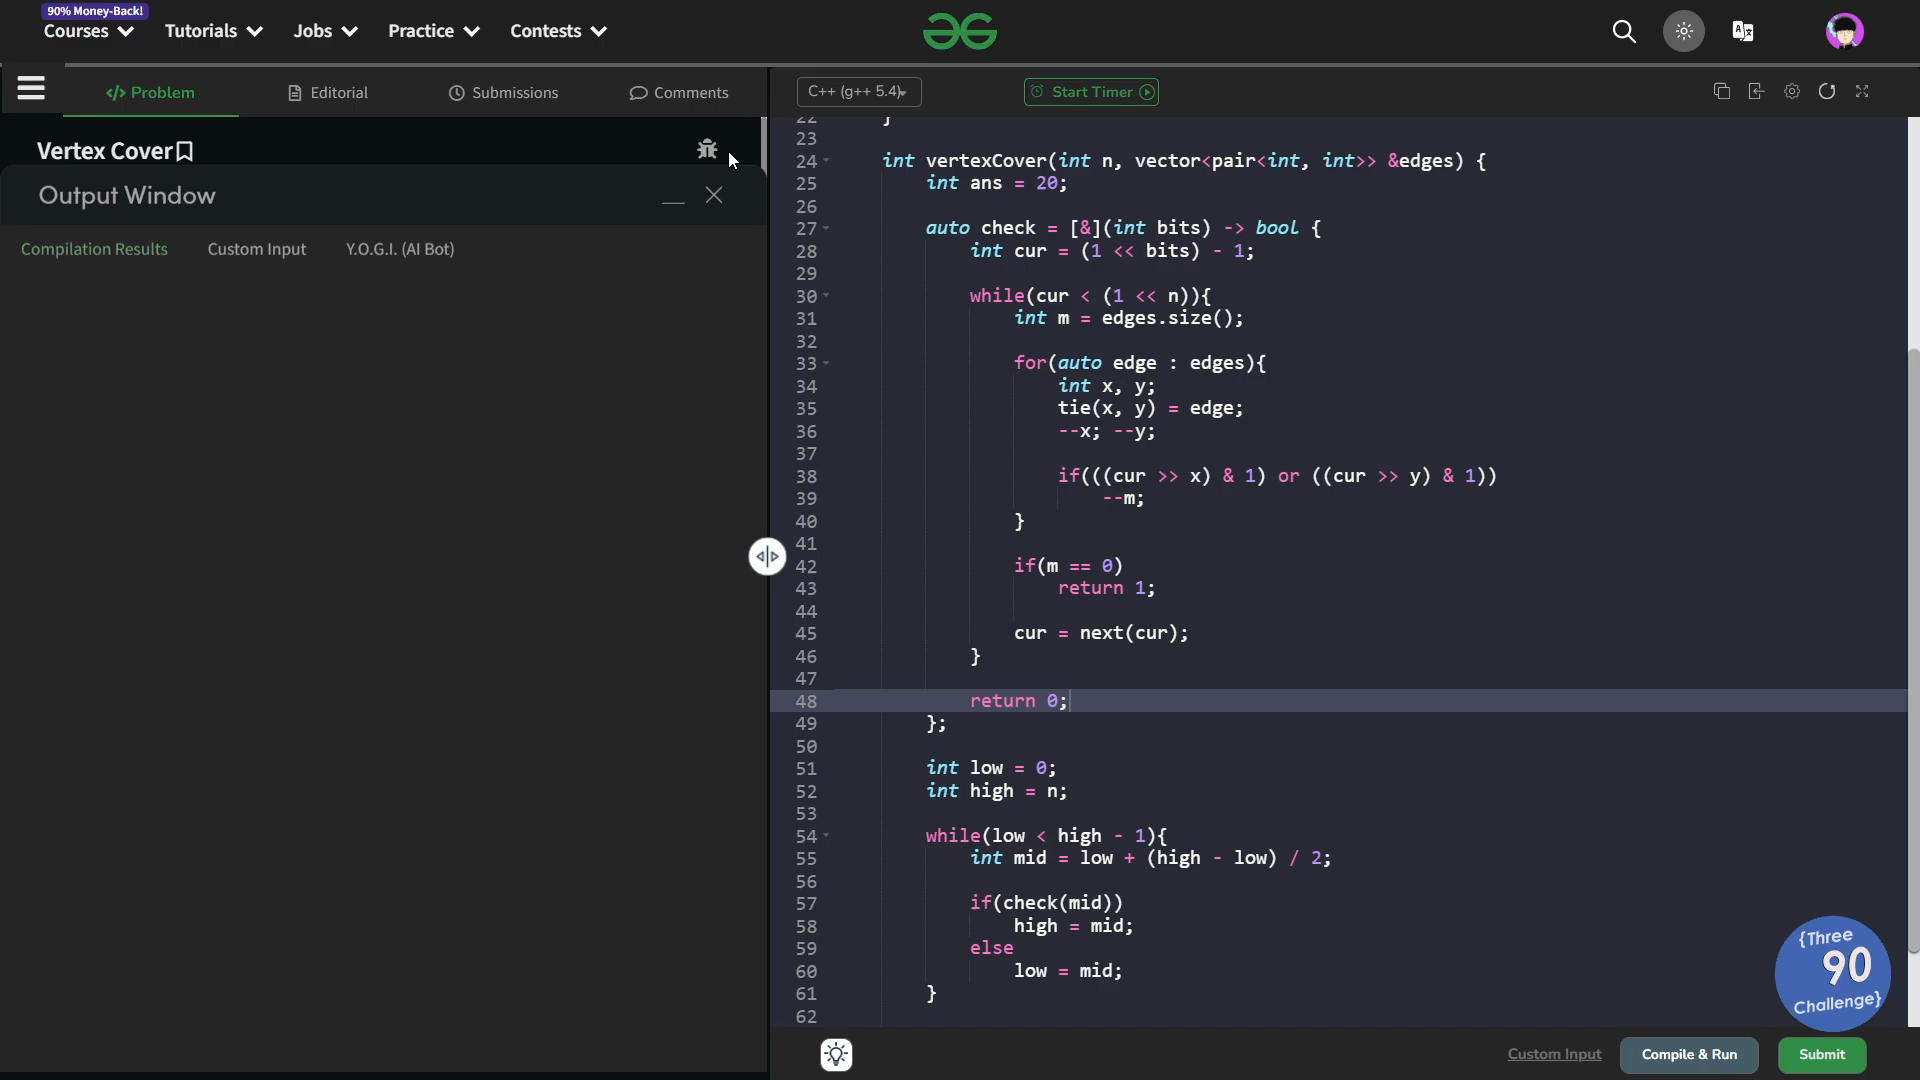 90% Money-Back!
Courses Tutorials Jobs Practice Contests
Problem Editorial Submissions Comments
C++ (g++ 5.4) Start Timer
Vertex Cover
Output Window
Compilation Results Custom Input Y.O.G.I. (AI Bot)
22 }
23
24 int vertexCover(int n, vector<pair<int, int>> &edges) {
25 int ans = 20;
26
27 auto check = [&](int bits) -> bool {
28 int cur = (1 << bits) - 1;
29
30 while(cur < (1 << n)){
31 int m = edges.size();
32
33 for(auto edge : edges){
34 int x, y;
35 tie(x, y) = edge;
36 --x; --y;
37
38 if(((cur >> x) & 1) or ((cur >> y) & 1))
39 --m;
40 }
41
42 if(m == 0)
43 return 1;
44
45 cur = next(cur);
46 }
47
48 return 0;
49 };
50
51 int low = 0;
52 int high = n;
53
54 while(low < high - 1){
55 int mid = low + (high - low) / 2;
56
57 if(check(mid))
58 high = mid;
59 else
60 low = mid;
61 }
62
{Three
90
Challenge}
Custom Input Compile & Run Submit